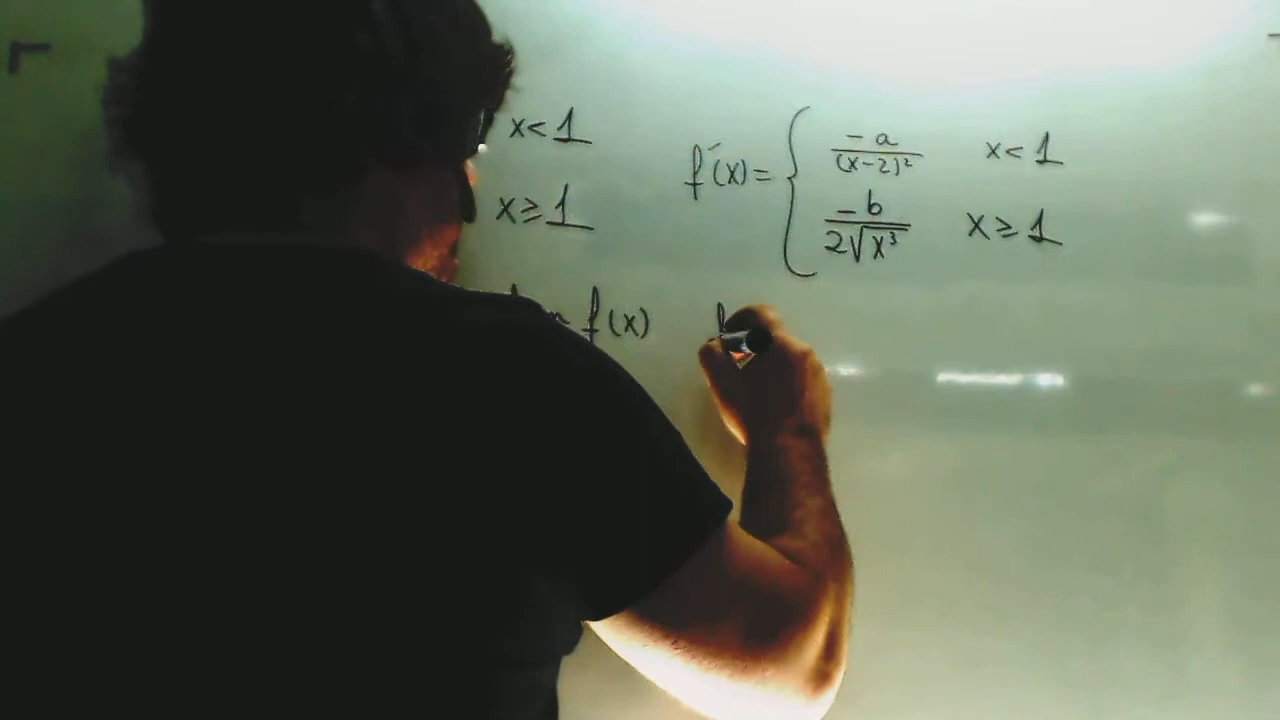 x < 1
x ≥ 1
f´(x) = { -a/(x-2)² x < 1
-b/2√x³ x ≥ 1
f(x)